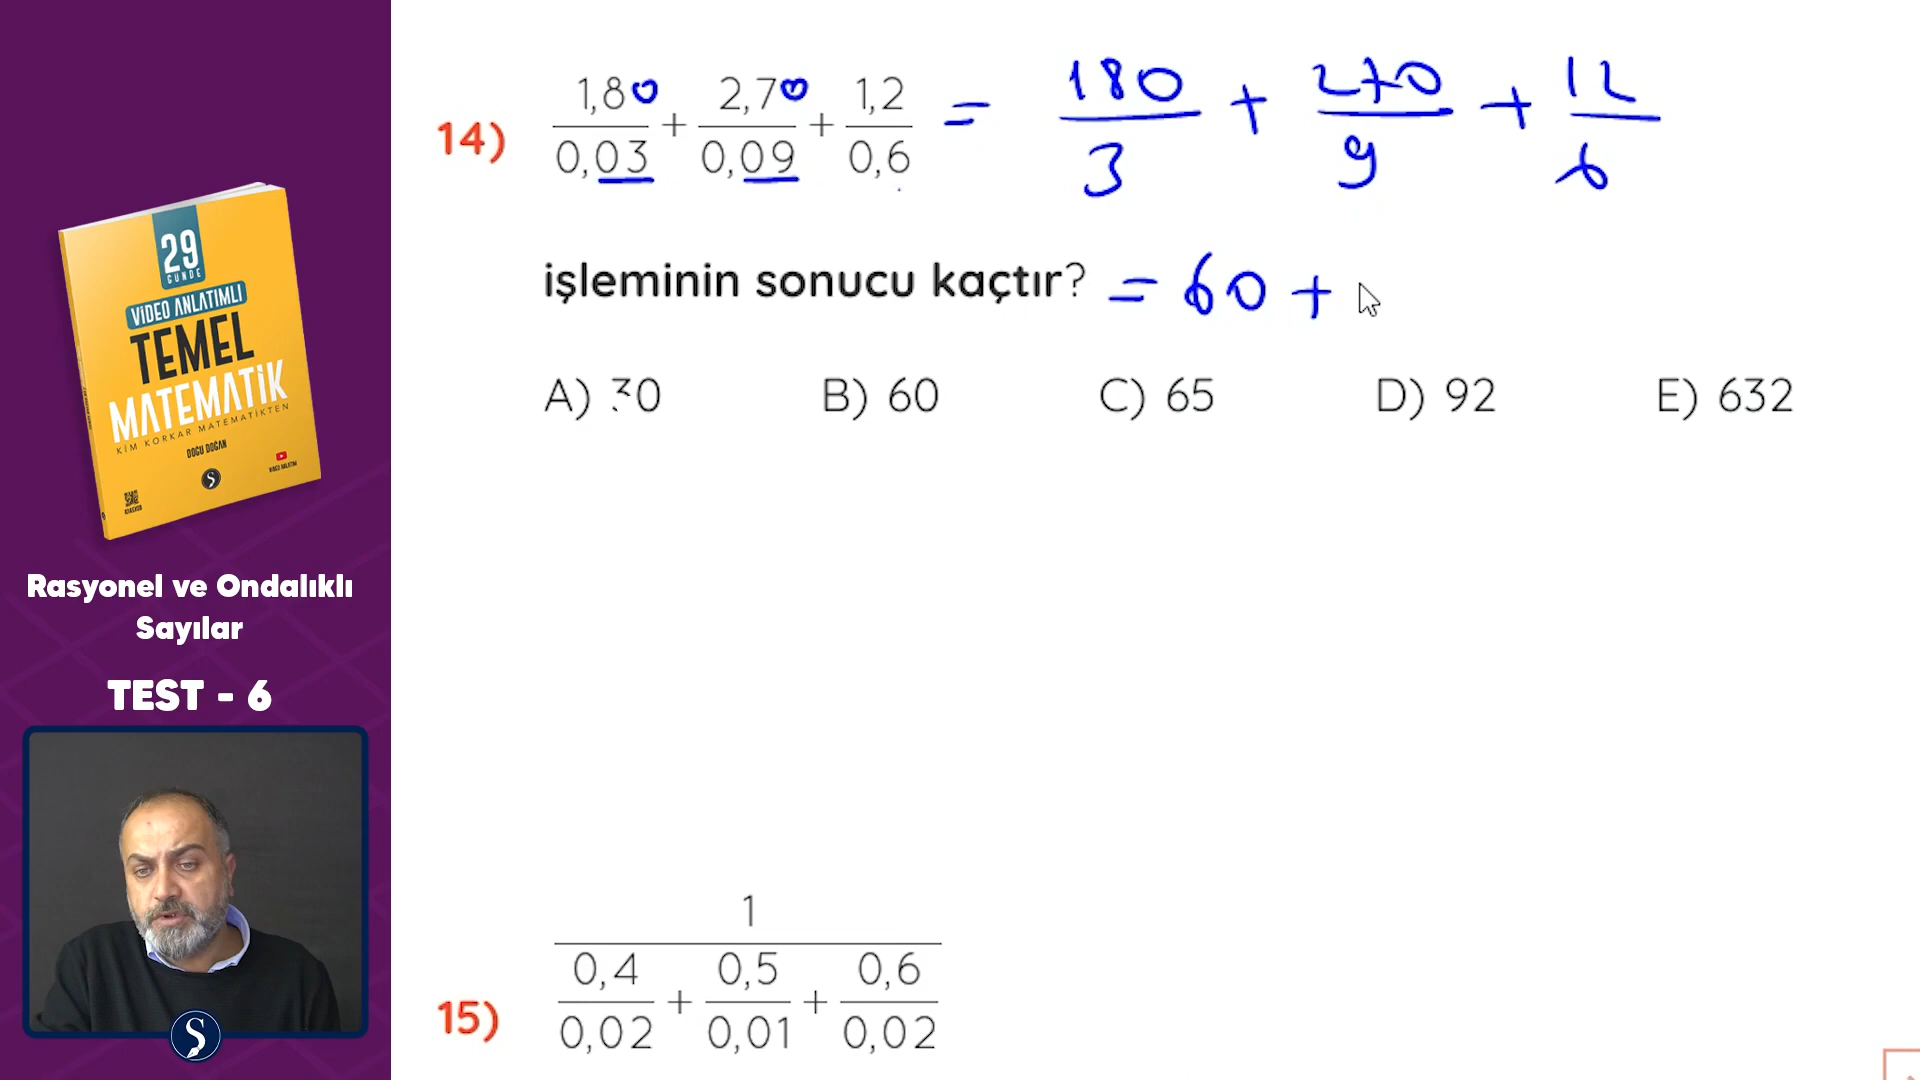 29
GÜNDE
VİDEO ANLATIMLI
TEMEL
MATEMATİK
KİM KORKAR MATEMATİKTEN
DOĞU DOĞAN
Rasyonel ve Ondalıklı
Sayılar
TEST - 6
14) 1,80/0,03 + 2,70/0,09 + 1,2/0,6 = 180/3 + 270/9 + 12/6
işleminin sonucu kaçtır? = 60 +
A) 30 B) 60 C) 65 D) 92 E) 632
15) 1/(0,4/0,02 + 0,5/0,01 + 0,6/0,02)